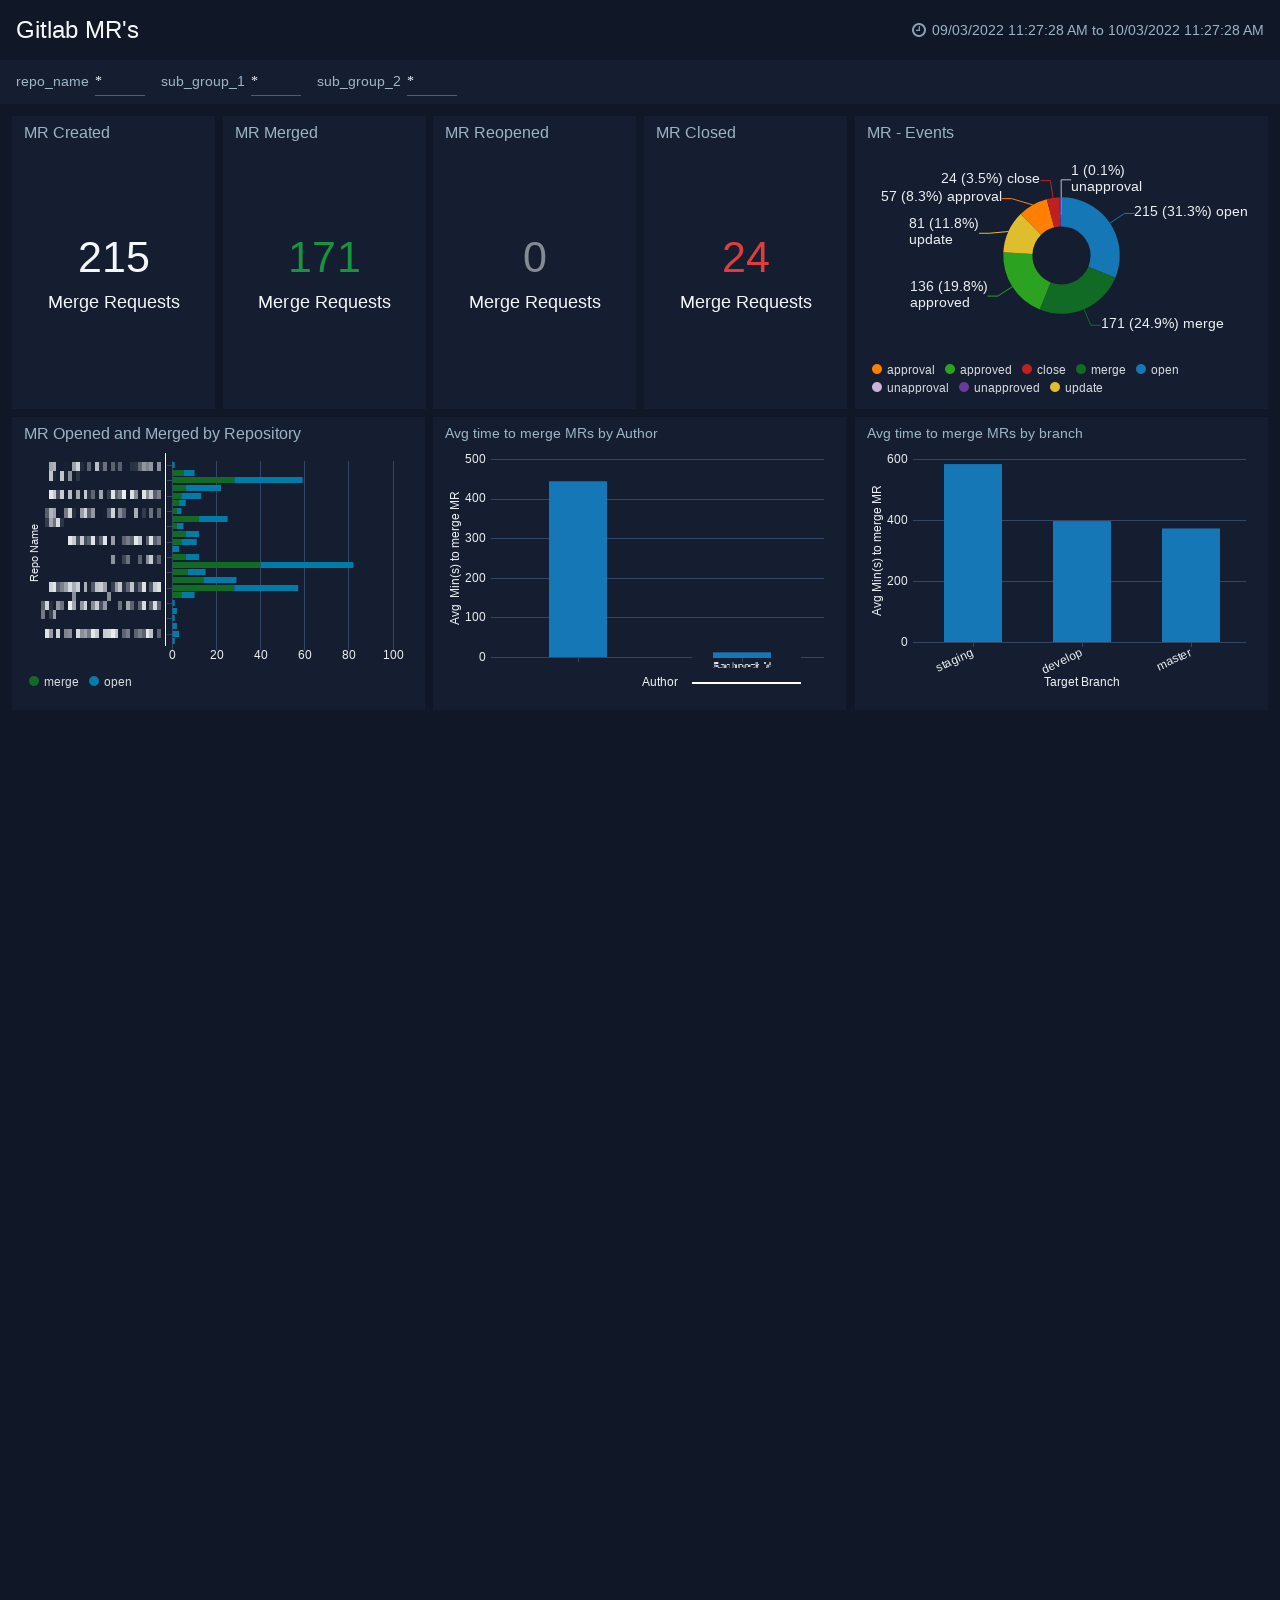 Gitlab MR's
09/03/2022 11:27:28 AM to 10/03/2022 11:27:28 AM
repo_name * sub_group_1 * sub_group_2 *
MR Created
215
Merge Requests
MR Merged
171
Merge Requests
MR Reopened
0
Merge Requests
MR Closed
24
Merge Requests
MR - Events
1 (0.1%)
unapproval
24 (3.5%) close
57 (8.3%) approval
215 (31.3%) open
81 (11.8%)
update
136 (19.8%)
approved
171 (24.9%) merge
approval approved close merge open
unapproval unapproved update
MR Opened and Merged by Repository
Repo Name
0 20 40 60 80 100
merge open
Avg time to merge MRs by Author
500
400
300
200
100
0
Avg Min(s) to merge MR
Author
Avg time to merge MRs by branch
600
400
200
0
Avg Min(s) to merge MR
staging develop master
Target Branch